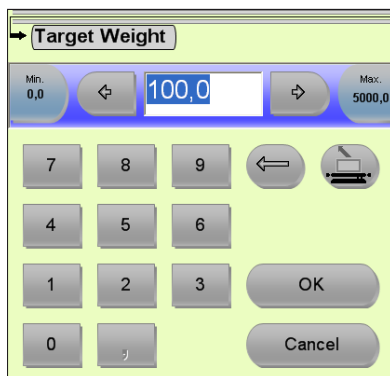 Target Weight
Min.
0,0
100,0
Max.
5000,0
7 8 9
4 5 6
1 2 3 OK
0 , Cancel